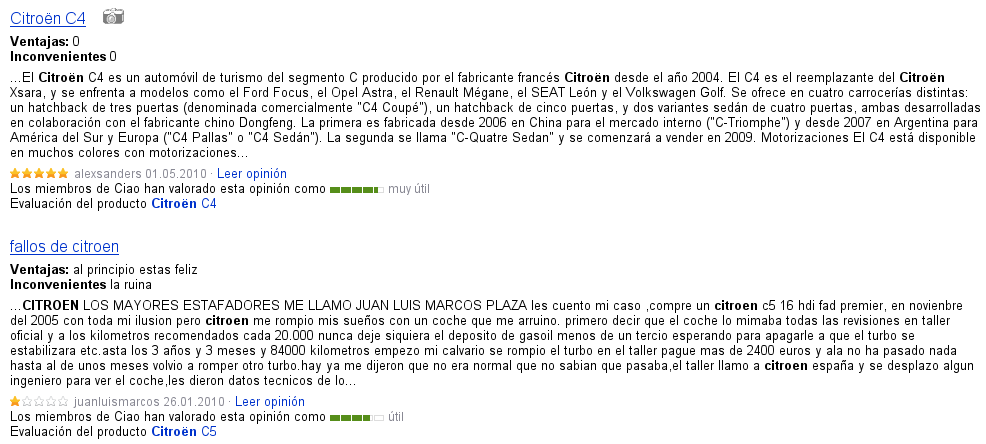 Citroën C4
Ventajas: 0
Inconvenientes 0
...El Citroën C4 es un automóvil de turismo del segmento C producido por el fabricante francés Citroën desde el año 2004. El C4 es el reemplazante del Citroën
Xsara, y se enfrenta a modelos como el Ford Focus, el Opel Astra, el Renault Mégane, el SEAT León y el Volkswagen Golf. Se ofrece en cuatro carrocerías distintas:
un hatchback de tres puertas (denominada comercialmente "C4 Coupé"), un hatchback de cinco puertas, y dos variantes sedán de cuatro puertas, ambas desarrolladas
en colaboración con el fabricante chino Dongfeng. La primera es fabricada desde 2006 en China para el mercado interno ("C-Triomphe") y desde 2007 en Argentina para
América del Sur y Europa ("C4 Pallas" o "C4 Sedán"). La segunda se llama "C-Quatre Sedan" y se comenzará a vender en 2009. Motorizaciones El C4 está disponible
en muchos colores con motorizaciones...
alexsanders 01.05.2010 · Leer opinión
Los miembros de Ciao han valorado esta opinión como muy útil
Evaluación del producto Citroën C4
fallos de citroen
Ventajas: al principio estas feliz
Inconvenientes la ruina
...CITROEN LOS MAYORES ESTAFADORES ME LLAMO JUAN LUIS MARCOS PLAZA les cuento mi caso ,compre un citroen c5 16 hdi fad premier, en novienbre
del 2005 con toda mi ilusion pero citroen me rompio mis sueños con un coche que me arruino. primero decir que el coche lo mimaba todas las revisiones en taller
oficial y a los kilometros recomendados cada 20.000 nunca deje siquiera el deposito de gasoil menos de un tercio esperando para apagarle a que el turbo se
estabilizara etc.asta los 3 años y 3 meses y 84000 kilometros empezo mi calvario se rompio el turbo en el taller pague mas de 2400 euros y ala no ha pasado nada
hasta al de unos meses volvio a romper otro turbo.hay ya me dijeron que no era normal que no sabian que pasaba,el taller llamo a citroen españa y se desplazo algun
ingeniero para ver el coche,les dieron datos tecnicos de lo...
juanluismarcos 26.01.2010 · Leer opinión
Los miembros de Ciao han valorado esta opinión como útil
Evaluación del producto Citroën C5